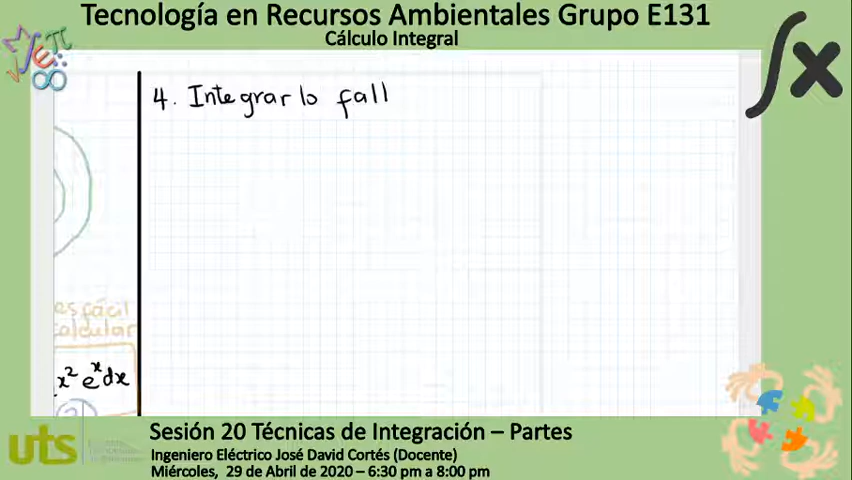 Tecnología en Recursos Ambientales Grupo E131
Cálculo Integral
4. Integrar lo fall
es fácil
calcular
x² eˣ dx
uts
Sesión 20 Técnicas de Integración – Partes
Ingeniero Eléctrico José David Cortés (Docente)
Miércoles, 29 de Abril de 2020 – 6:30 pm a 8:00 pm